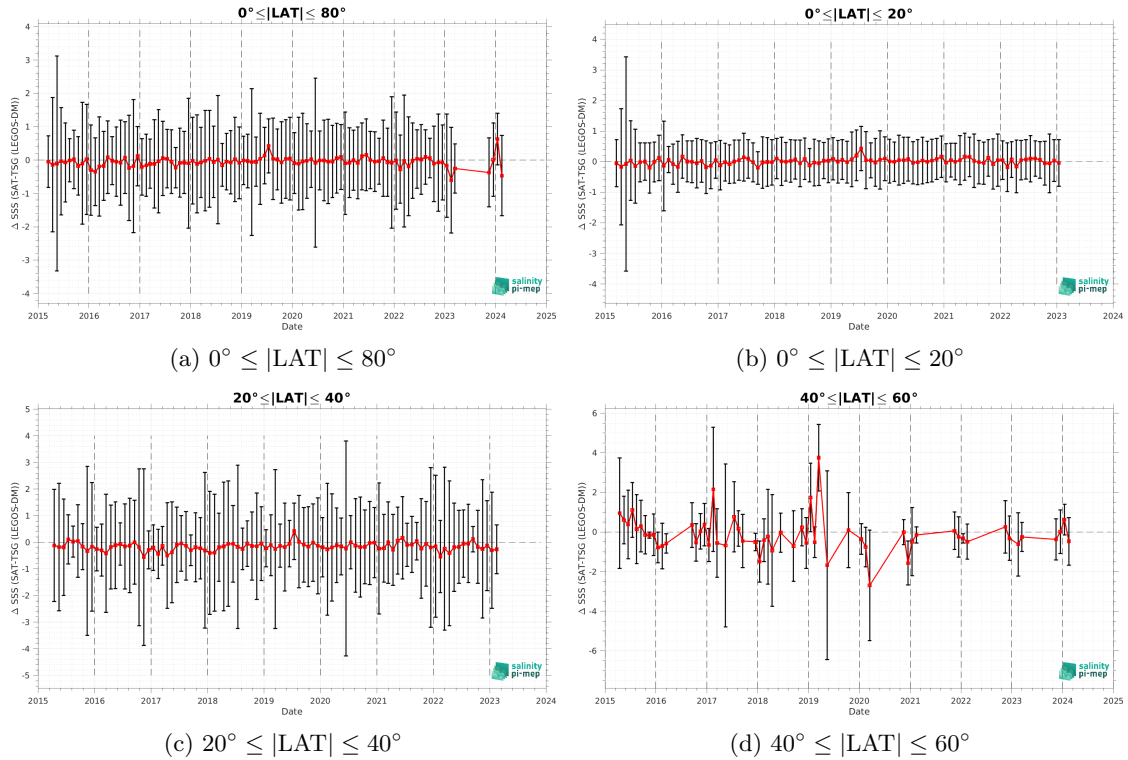 0°≤|LAT|≤ 80°
4
3
2
1
0
-1
-2
-3
-4
Δ SSS (SAT-TSG (LEGOS-DM))
salinity
pi-mep
2015 2016 2017 2018 2019 2020 2021 2022 2023 2024 2025
Date
(a) 0° ≤ |LAT| ≤ 80°
0°≤|LAT|≤ 20°
4
3
2
1
0
-1
-2
-3
-4
Δ SSS (SAT-TSG (LEGOS-DM))
salinity
pi-mep
2015 2016 2017 2018 2019 2020 2021 2022 2023 2024
Date
(b) 0° ≤ |LAT| ≤ 20°
20°≤|LAT|≤ 40°
5
4
3
2
1
0
-1
-2
-3
-4
-5
Δ SSS (SAT-TSG (LEGOS-DM))
salinity
pi-mep
2015 2016 2017 2018 2019 2020 2021 2022 2023 2024
Date
(c) 20° ≤ |LAT| ≤ 40°
40°≤|LAT|≤ 60°
6
4
2
0
-2
-4
-6
Δ SSS (SAT-TSG (LEGOS-DM))
salinity
pi-mep
2015 2016 2017 2018 2019 2020 2021 2022 2023 2024 2025
Date
(d) 40° ≤ |LAT| ≤ 60°